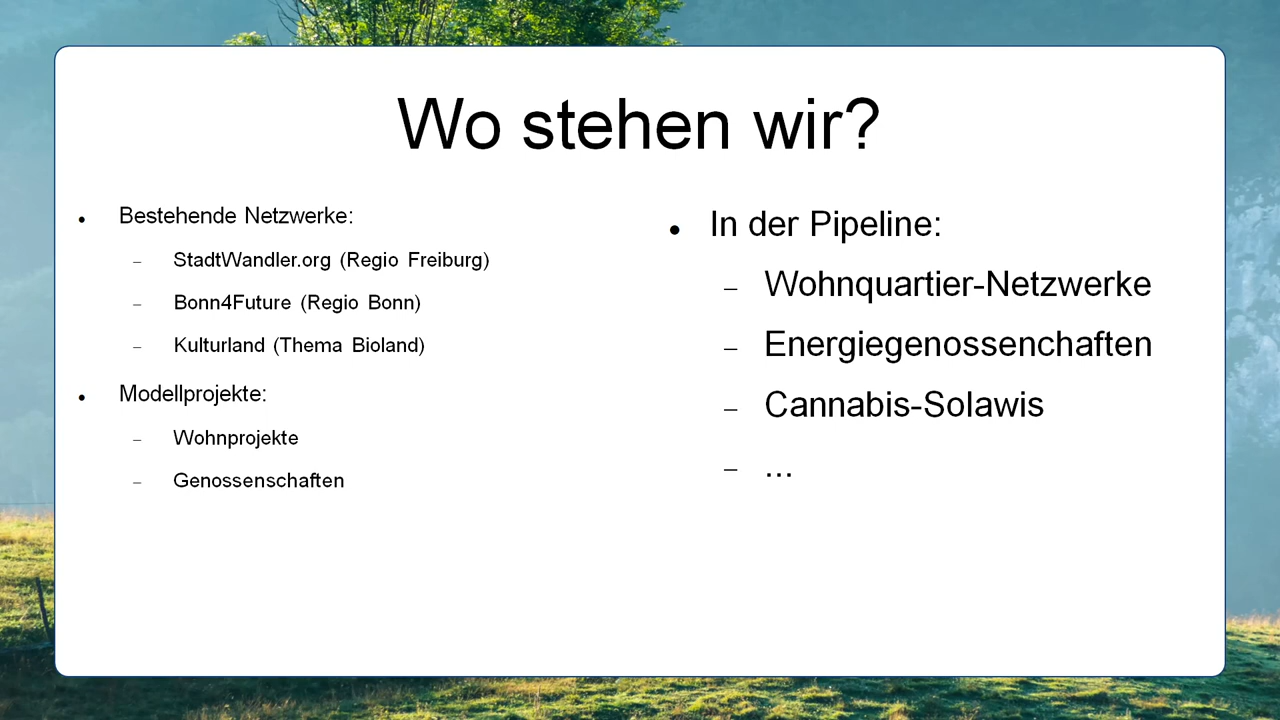 Wo stehen wir?
● Bestehende Netzwerke:
– StadtWandler.org (Regio Freiburg)
– Bonn4Future (Regio Bonn)
– Kulturland (Thema Bioland)
● Modellprojekte:
– Wohnprojekte
– Genossenschaften
● In der Pipeline:
– Wohnquartier-Netzwerke
– Energiegenossenchaften
– Cannabis-Solawis
– ...